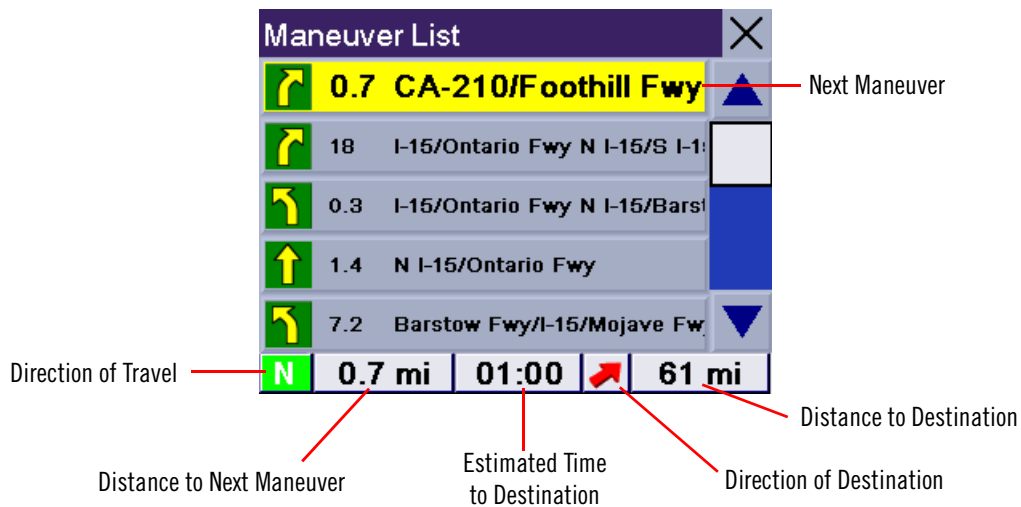 Maneuver List
0.7 CA-210/Foothill Fwy
Next Maneuver
18 I-15/Ontario Fwy N I-15/S I-1
0.3 I-15/Ontario Fwy N I-15/Barst
1.4 N I-15/Ontario Fwy
7.2 Barstow Fwy/I-15/Mojave Fw
Direction of Travel
N 0.7 mi 01:00 61 mi
Distance to Destination
Distance to Next Maneuver
Estimated Time
to Destination
Direction of Destination